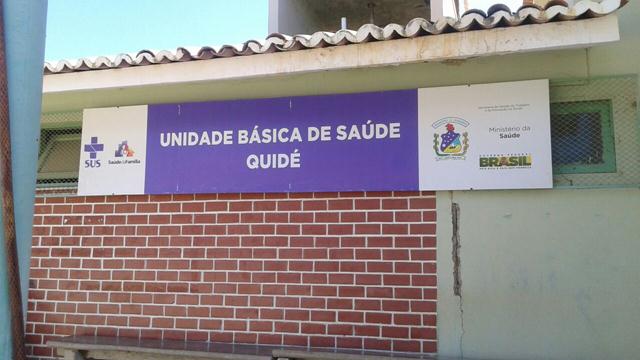 SUS
Saúde da Família
UNIDADE BÁSICA DE SAÚDE
QUIDÉ
Ministério da
Saúde
BRASIL